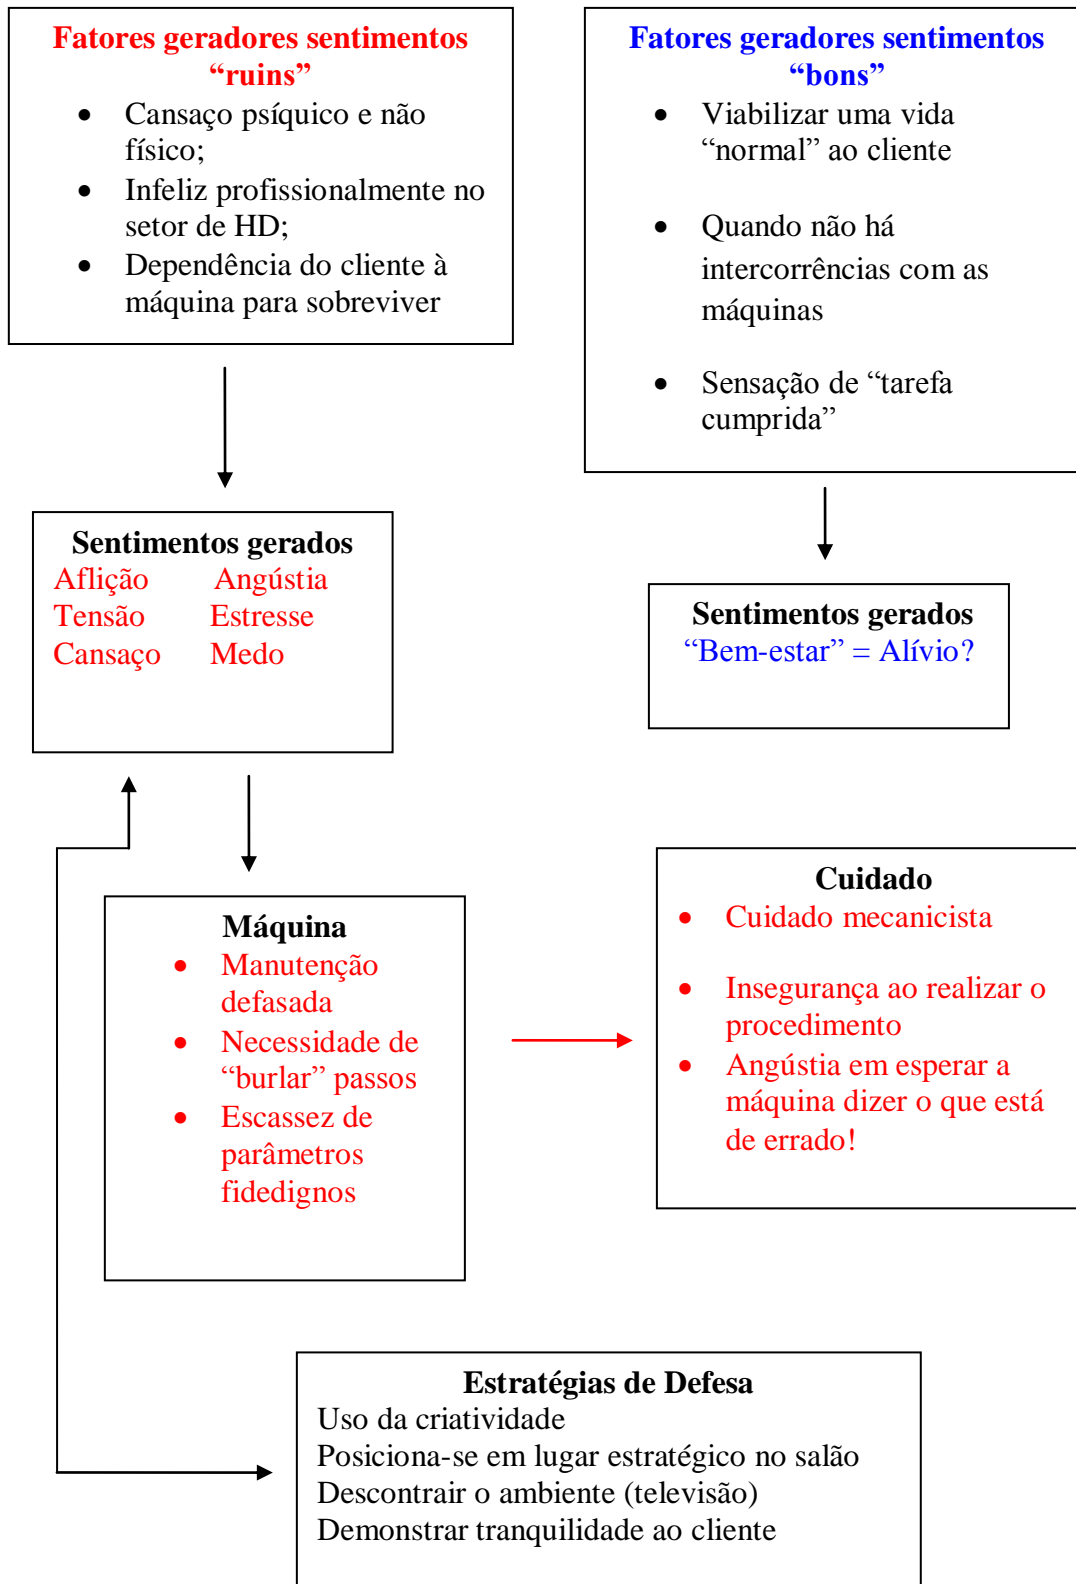 Fatores geradores sentimentos
“ruins”
• Cansaço psíquico e não
físico;
• Infeliz profissionalmente no
setor de HD;
• Dependência do cliente à
máquina para sobreviver
Fatores geradores sentimentos
“bons”
• Viabilizar uma vida
“normal” ao cliente
• Quando não há
intercorrências com as
máquinas
• Sensação de “tarefa
cumprida”
Sentimentos gerados
Aflição Angústia
Tensão Estresse
Cansaço Medo
Sentimentos gerados
“Bem-estar” = Alívio?
Máquina
• Manutenção
defasada
• Necessidade de
“burlar” passos
• Escassez de
parâmetros
fidedignos
Cuidado
• Cuidado mecanicista
• Insegurança ao realizar o
procedimento
• Angústia em esperar a
máquina dizer o que está
de errado!
Estratégias de Defesa
Uso da criatividade
Posiciona-se em lugar estratégico no salão
Descontrair o ambiente (televisão)
Demonstrar tranquilidade ao cliente